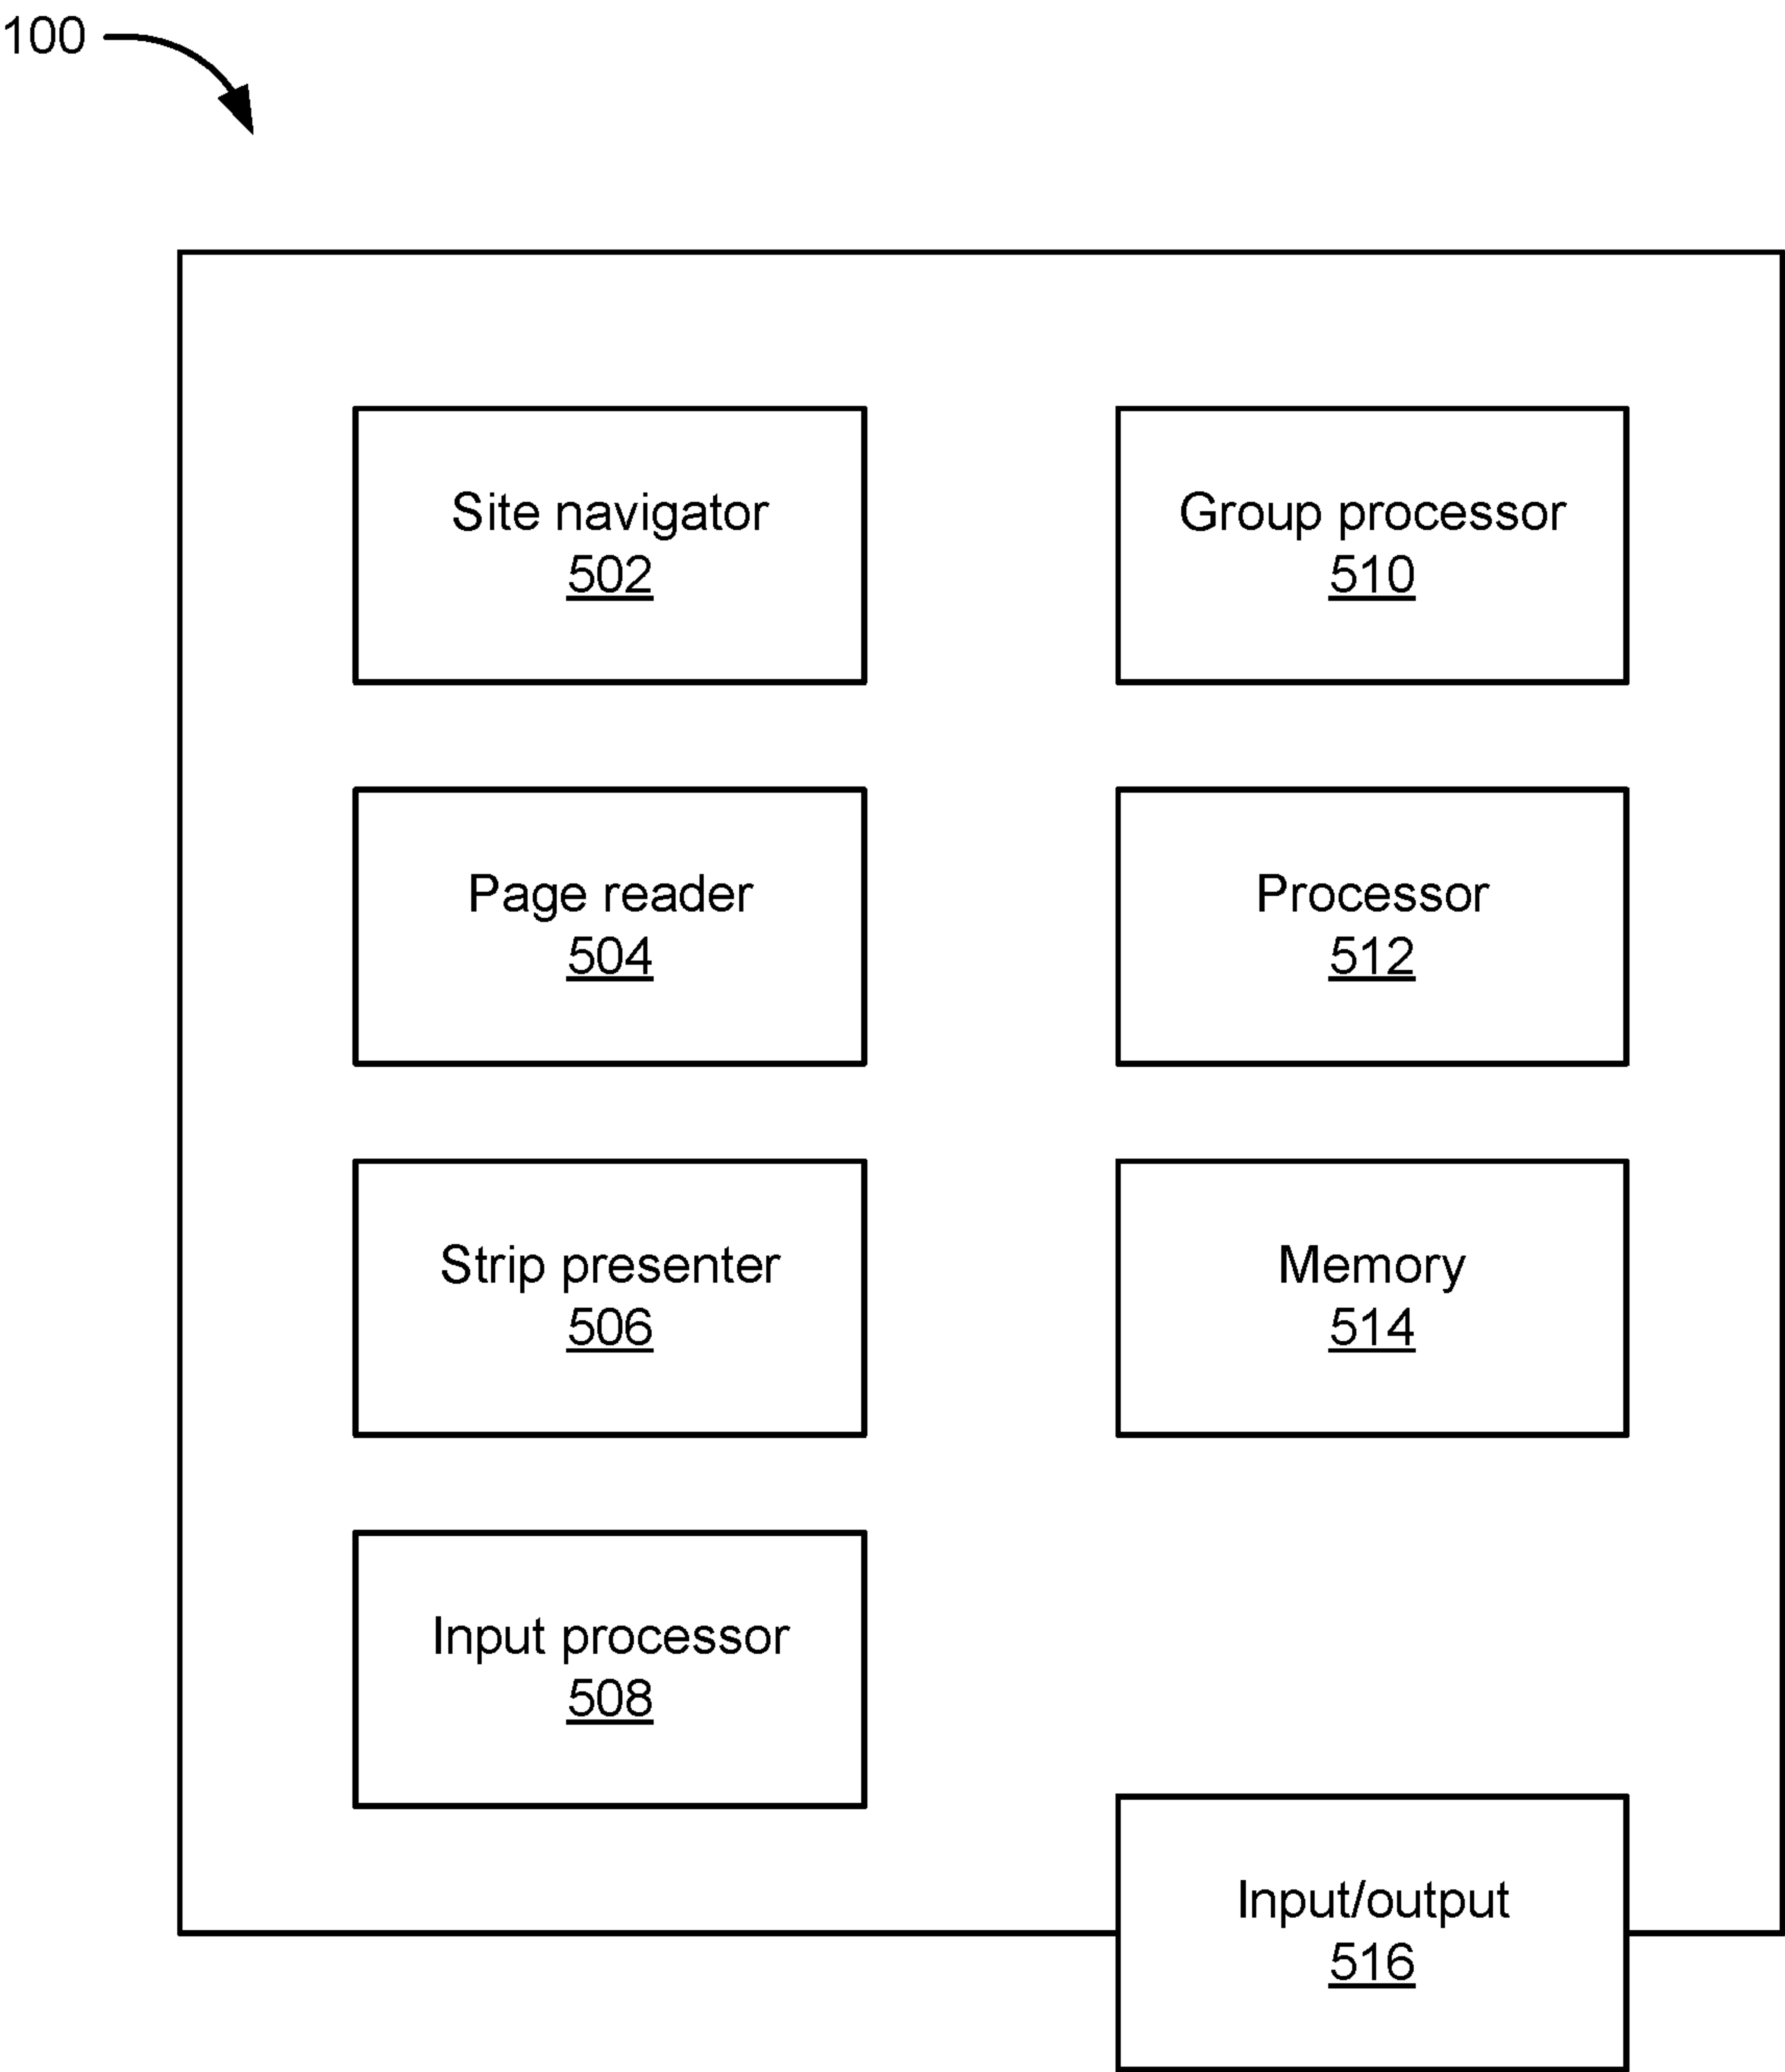 100
Site navigator
502
Group processor
510
Page reader
504
Processor
512
Strip presenter
506
Memory
514
Input processor
508
Input/output
516